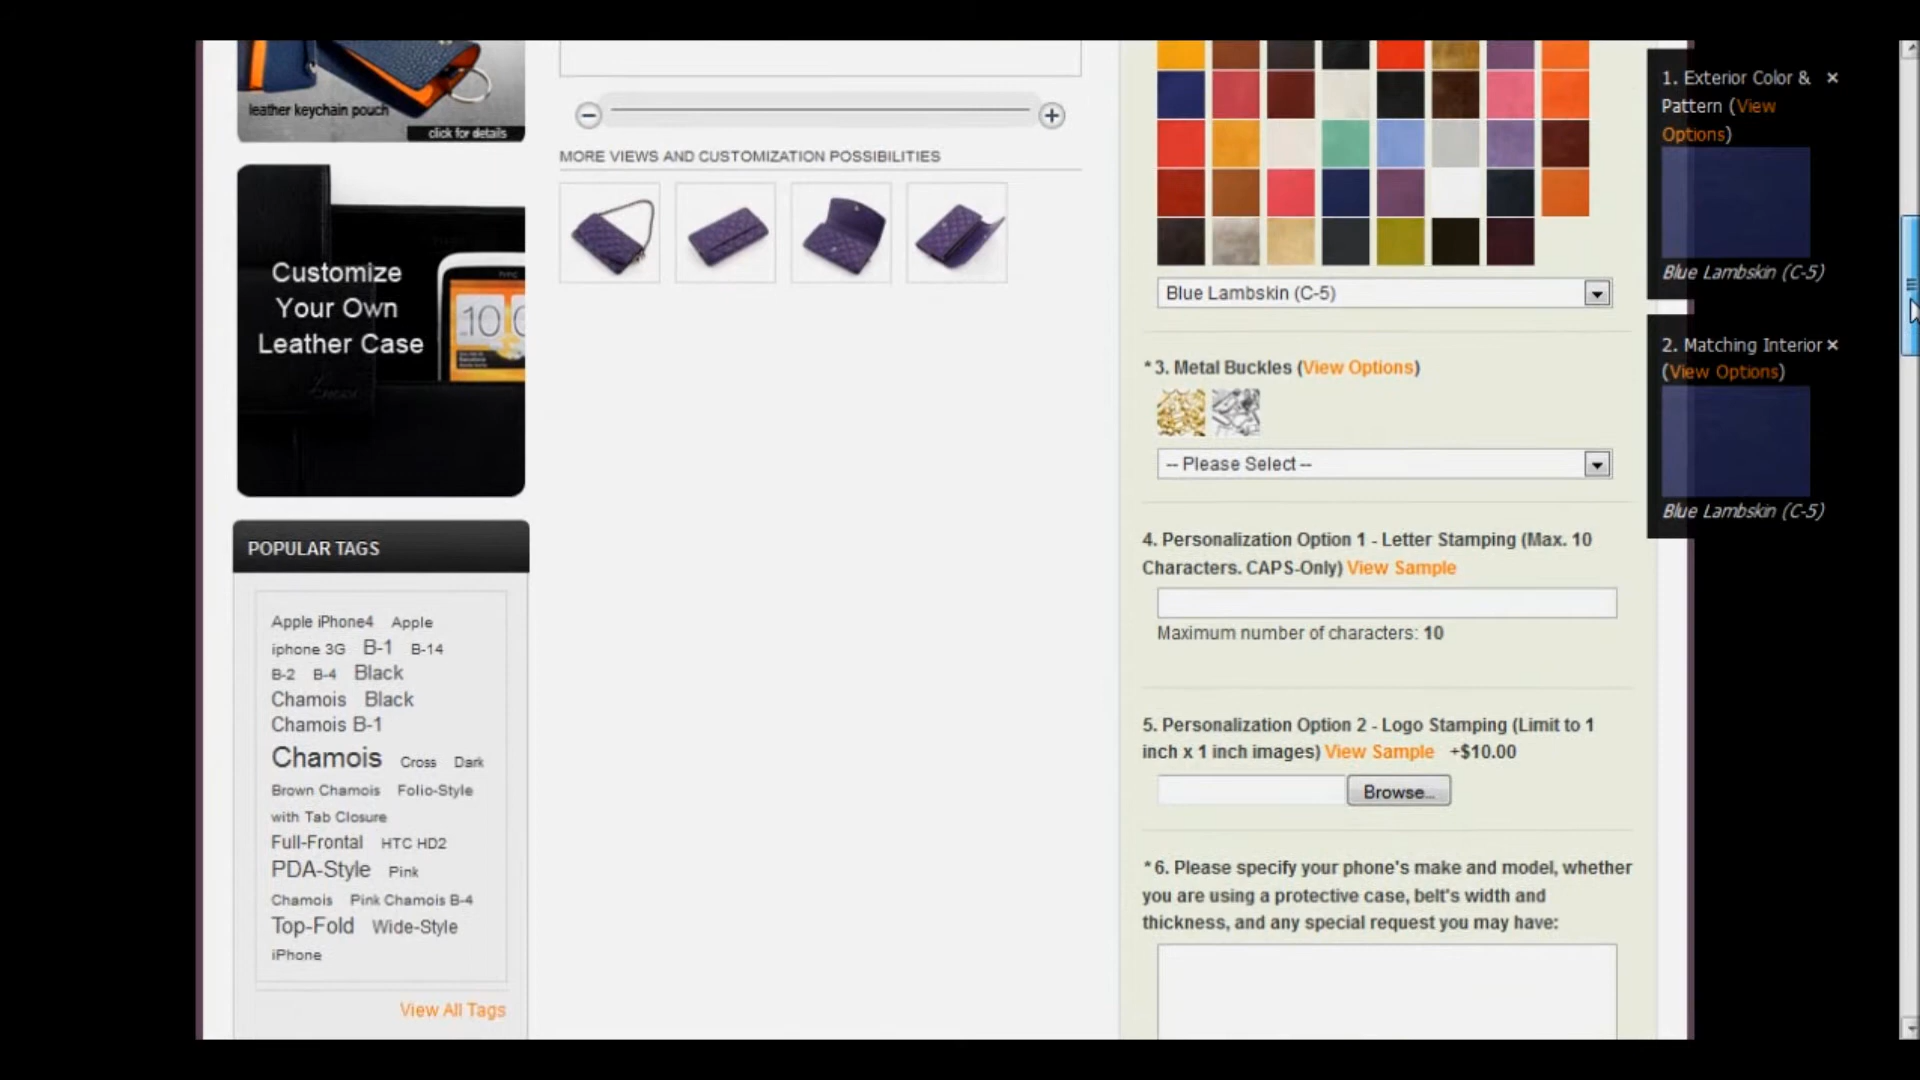 leather keychain pouch
click for details
Customize
Your Own
Leather Case
POPULAR TAGS
Apple iPhone4 Apple
iphone 3G B-1 B-14
B-2 B-4 Black
Chamois Black
Chamois B-1
Chamois Cross Dark
Brown Chamois Folio-Style
with Tab Closure
Full-Frontal HTC HD2
PDA-Style Pink
Chamois Pink Chamois B-4
Top-Fold Wide-Style
iPhone
View All Tags
MORE VIEWS AND CUSTOMIZATION POSSIBILITIES
Blue Lambskin (C-5)
* 3. Metal Buckles (View Options)
-- Please Select --
4. Personalization Option 1 - Letter Stamping (Max. 10
Characters. CAPS-Only) View Sample
Maximum number of characters: 10
5. Personalization Option 2 - Logo Stamping (Limit to 1
inch x 1 inch images) View Sample +$10.00
Browse...
* 6. Please specify your phone's make and model, whether
you are using a protective case, belt's width and
thickness, and any special request you may have:
1. Exterior Color &
Pattern (View
Options)
Blue Lambskin (C-5)
2. Matching Interior
(View Options)
Blue Lambskin (C-5)